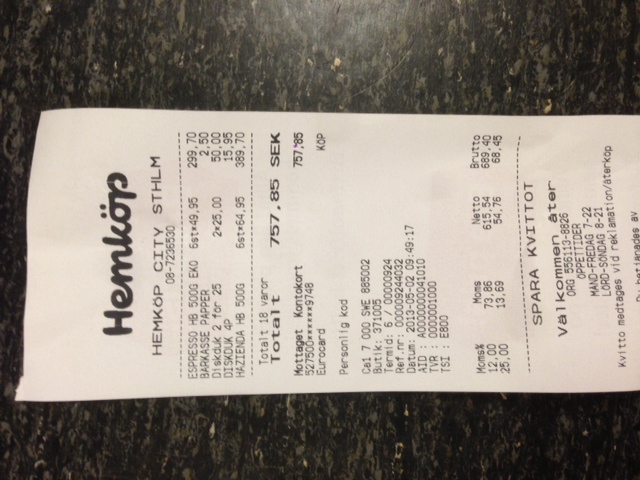 Hemköp
HEMKÖP CITY STHLM
08-7236530
ESPRESSO HB 500G EKO 6st*49,95 299,70
BARKASSE PAPPER 2,50
Diskduk 2 för 25 2*25,00 50,00
DISKDUK 4P 15,95
HAZIENDA HB 500G 6st*64,95 389,70
Totalt 18 varor
Totalt 757,85 SEK
Mottaget Kontokort 757,85
527500******9748
Eurocard KÖP
Personlig kod
Ca1 7 000 SWE 885002
Butik: 371005
Termid: 6 / 00000924
Ref.nr: 000009244032
Datum: 2013-05-02 09:49:17
AID : A0000000041010
TVR : 0000001000
TSI : E800
Moms% Moms Netto Brutto
12,00 73,86 615,54 689,40
25,00 13,69 54,76 68,45
SPARA KVITTOT
Välkommen åter
ORG 556113-8826
ÖPPETTIDER
MÅND-FREDAG 7-22
LÖRD-SÖNDAG 8-21
Kvitto medtages vid reklamation/återköp
Du betjänades av